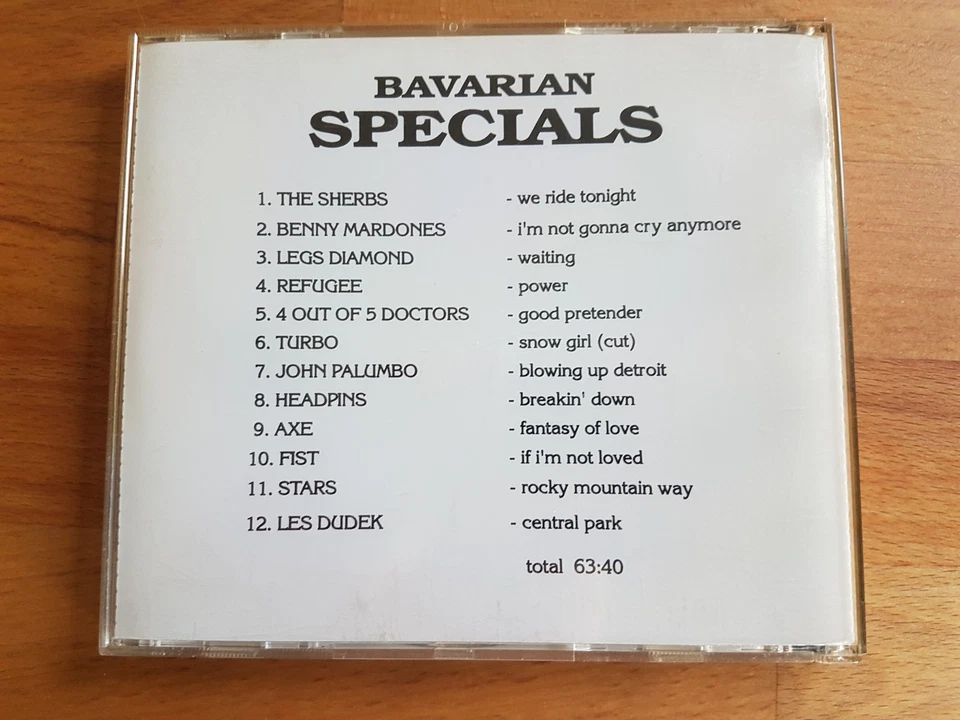 BAVARIAN
SPECIALS
1. THE SHERBS - we ride tonight
2. BENNY MARDONES - i'm not gonna cry anymore
3. LEGS DIAMOND - waiting
4. REFUGEE - power
5. 4 OUT OF 5 DOCTORS - good pretender
6. TURBO - snow girl (cut)
7. JOHN PALUMBO - blowing up detroit
8. HEADPINS - breakin' down
9. AXE - fantasy of love
10. FIST - if i'm not loved
11. STARS - rocky mountain way
12. LES DUDEK - central park
total 63:40